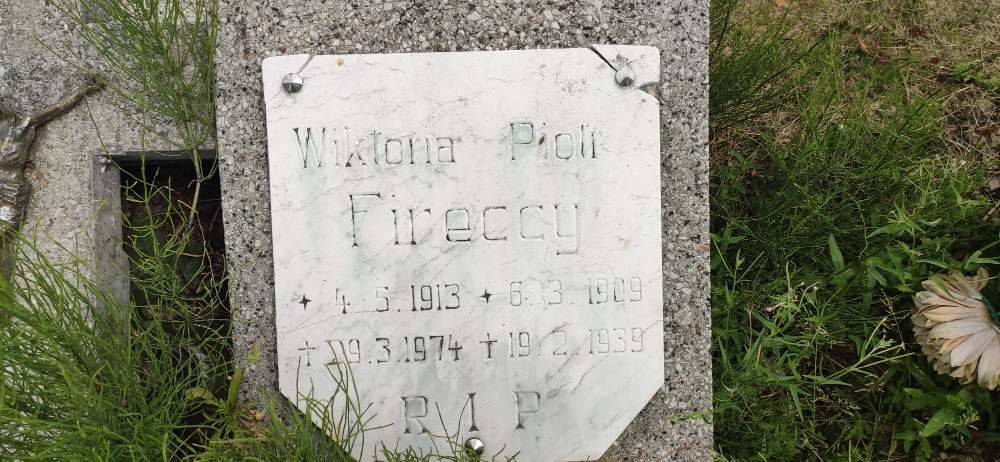 Wiktoria Piotr
Fireccy
✦ 4.5.1913 ✦ 6.3.1909
✝ 29.3.1974 ✝ 19.2.1939
R I P